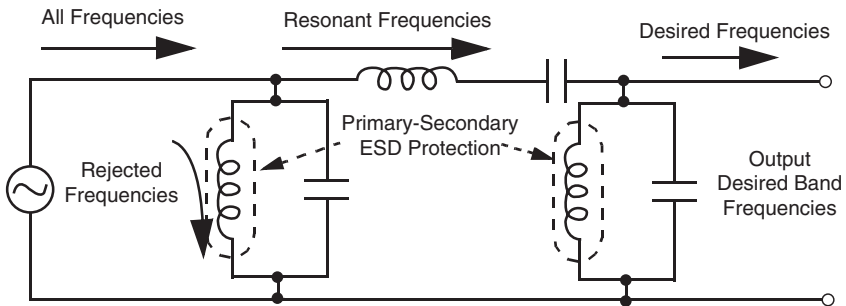 All Frequencies
Resonant Frequencies
Desired Frequencies
Primary-Secondary
ESD Protection
Rejected
Frequencies
Output
Desired Band
Frequencies